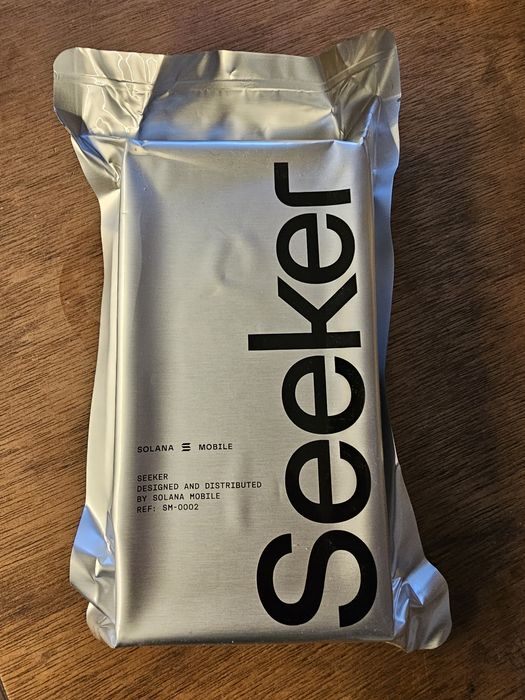 Seeker
SOLANA MOBILE
SEEKER
DESIGNED AND DISTRIBUTED
BY SOLANA MOBILE
REF: SM-0002